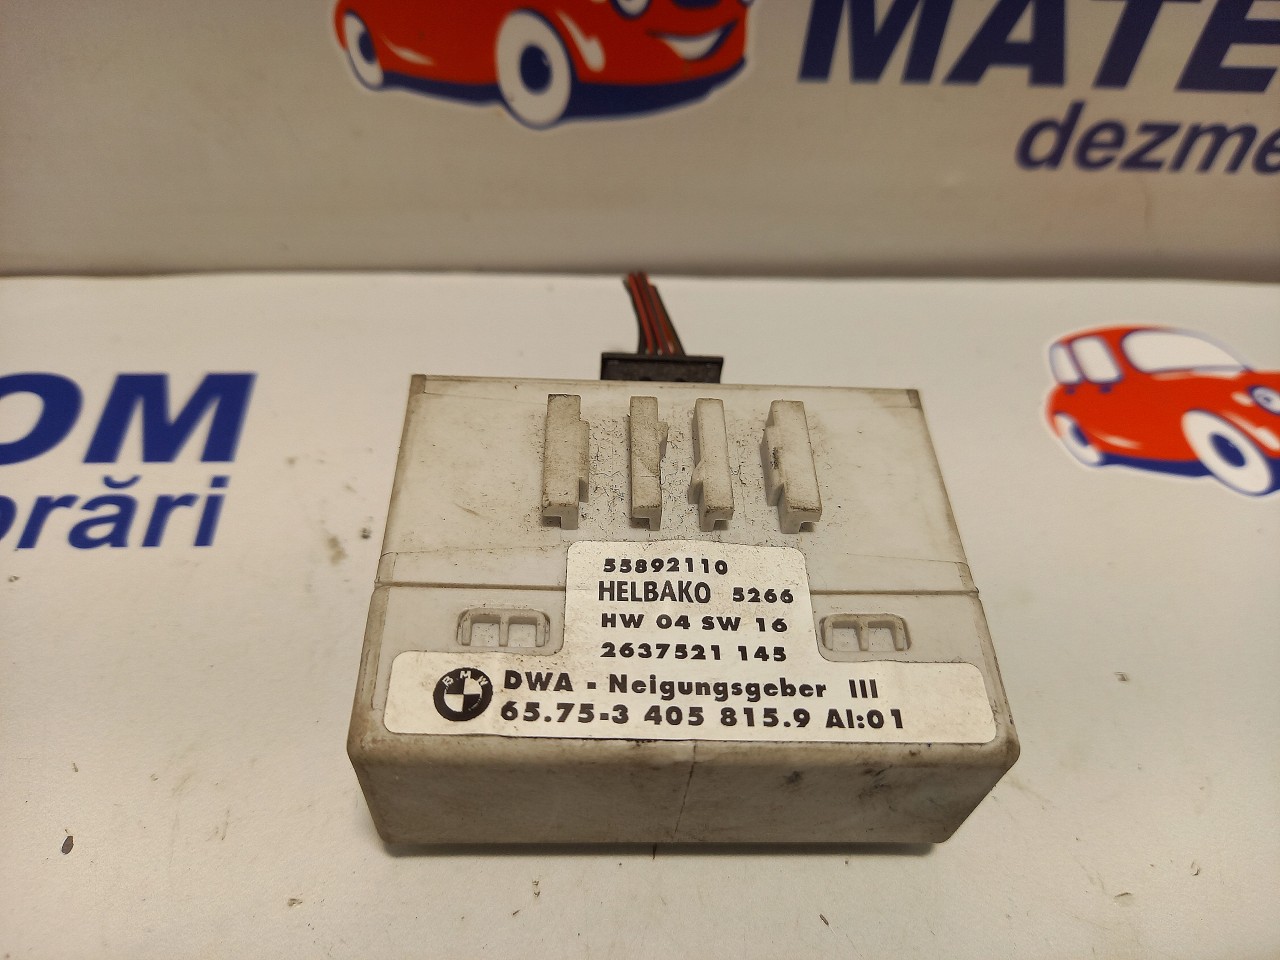 MATE
dezme
OM
orări
55892110
HELBAKO 5266
HW 04 SW 16
2637521 145
BMW
DWA - Neigungsgeber III
65.75-3 405 815.9 AI:01